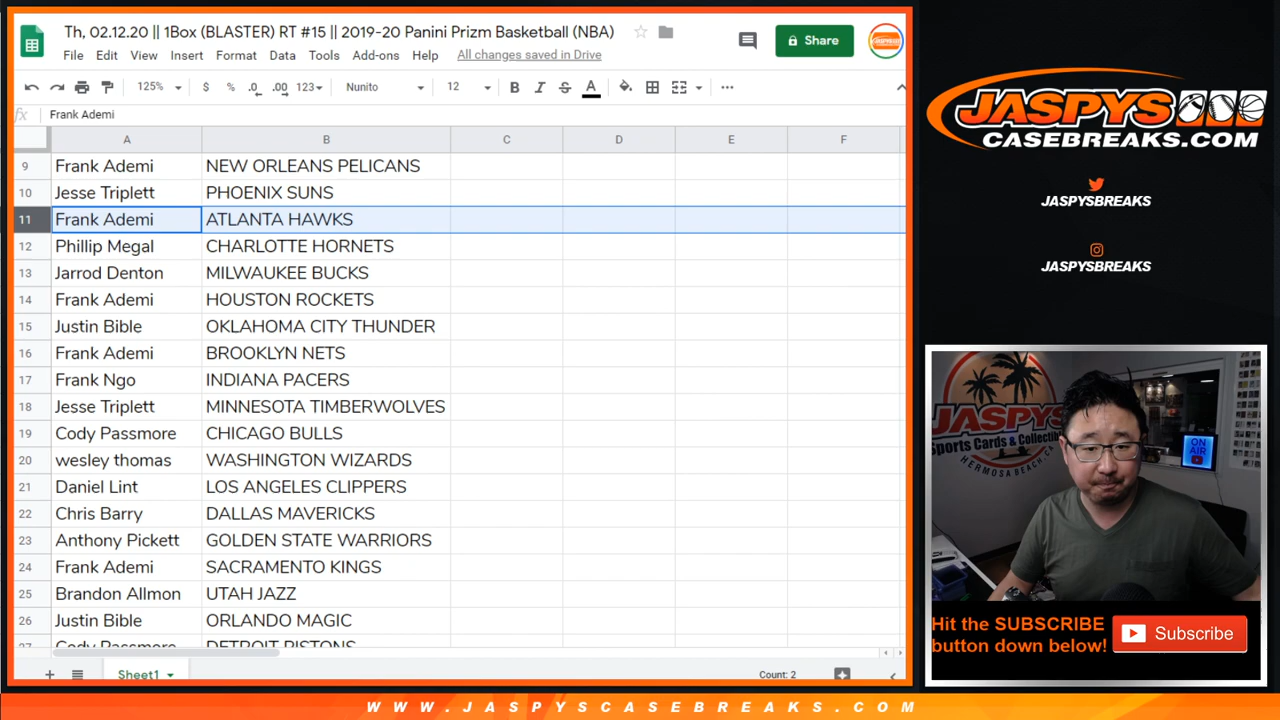 Th, 02.12.20 || 1Box (BLASTER) RT #15 || 2019-20 Panini Prizm Basketball (NBA)
File Edit View Insert Format Data Tools Add-ons Help All changes saved in Drive
Share
125% $ % .0 .00 123 Nunito 12 B I S A
fx Frank Ademi
A B C D E F
9 Frank Ademi NEW ORLEANS PELICANS
10 Jesse Triplett PHOENIX SUNS
11 Frank Ademi ATLANTA HAWKS
12 Phillip Megal CHARLOTTE HORNETS
13 Jarrod Denton MILWAUKEE BUCKS
14 Frank Ademi HOUSTON ROCKETS
15 Justin Bible OKLAHOMA CITY THUNDER
16 Frank Ademi BROOKLYN NETS
17 Frank Ngo INDIANA PACERS
18 Jesse Triplett MINNESOTA TIMBERWOLVES
19 Cody Passmore CHICAGO BULLS
20 wesley thomas WASHINGTON WIZARDS
21 Daniel Lint LOS ANGELES CLIPPERS
22 Chris Barry DALLAS MAVERICKS
23 Anthony Pickett GOLDEN STATE WARRIORS
24 Frank Ademi SACRAMENTO KINGS
25 Brandon Allmon UTAH JAZZ
26 Justin Bible ORLANDO MAGIC
27 Cody Passmore DETROIT PISTONS
Sheet1 Count: 2
JASPYS
CASEBREAKS.COM
JASPYSBREAKS
JASPYSBREAKS
JASPYS
Sports Cards & Collectibl
HERMOSA BEACH, CA
ON AIR
Hit the SUBSCRIBE
button down below!
Subscribe
WWW.JASPYSCASEBREAKS.COM